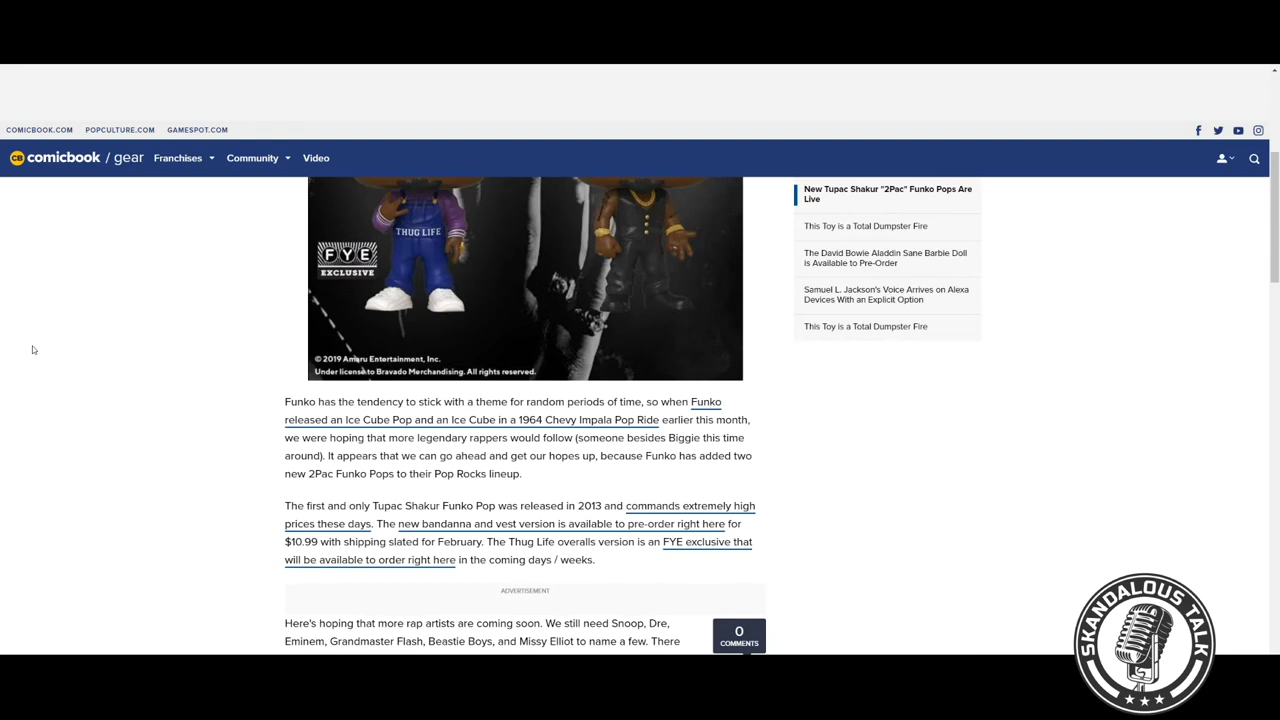 COMICBOOK.COM POPCULTURE.COM GAMESPOT.COM
CB comicbook / gear Franchises Community Video
THUG LIFE
FYE
EXCLUSIVE
© 2019 Amaru Entertainment, Inc.
Under license to Bravado Merchandising. All rights reserved.
New Tupac Shakur "2Pac" Funko Pops Are
Live
This Toy is a Total Dumpster Fire
The David Bowie Aladdin Sane Barbie Doll
is Available to Pre-Order
Samuel L. Jackson's Voice Arrives on Alexa
Devices With an Explicit Option
This Toy is a Total Dumpster Fire
Funko has the tendency to stick with a theme for random periods of time, so when Funko
released an Ice Cube Pop and an Ice Cube in a 1964 Chevy Impala Pop Ride earlier this month,
we were hoping that more legendary rappers would follow (someone besides Biggie this time
around). It appears that we can go ahead and get our hopes up, because Funko has added two
new 2Pac Funko Pops to their Pop Rocks lineup.
The first and only Tupac Shakur Funko Pop was released in 2013 and commands extremely high
prices these days. The new bandanna and vest version is available to pre-order right here for
$10.99 with shipping slated for February. The Thug Life overalls version is an FYE exclusive that
will be available to order right here in the coming days / weeks.
ADVERTISEMENT
Here's hoping that more rap artists are coming soon. We still need Snoop, Dre,
Eminem, Grandmaster Flash, Beastie Boys, and Missy Elliot to name a few. There
0
COMMENTS
SKANDALOUS TALK